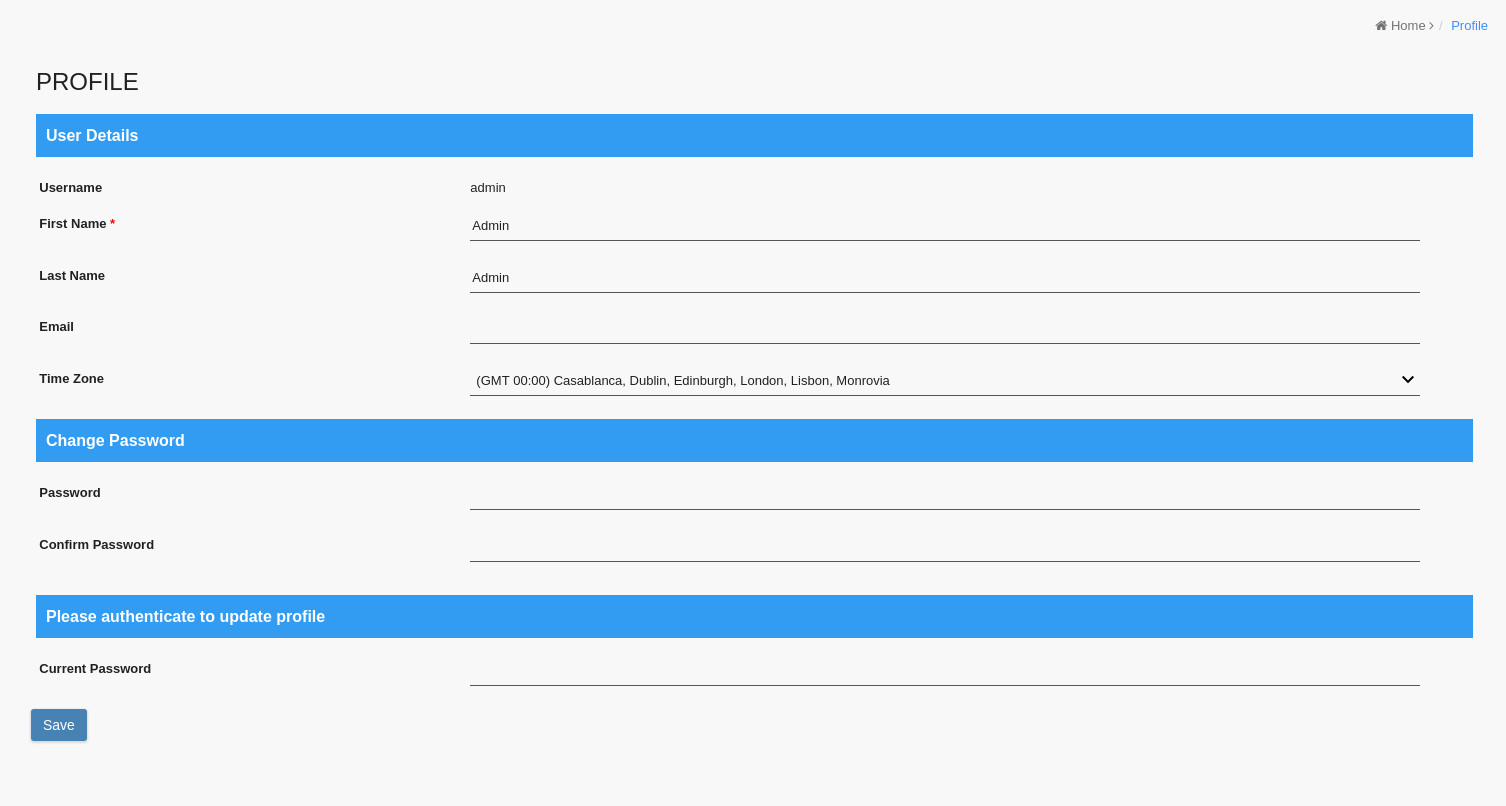 Home / Profile
PROFILE
User Details
Username admin
First Name * Admin
Last Name Admin
Email
Time Zone (GMT 00:00) Casablanca, Dublin, Edinburgh, London, Lisbon, Monrovia
Change Password
Password
Confirm Password
Please authenticate to update profile
Current Password
Save